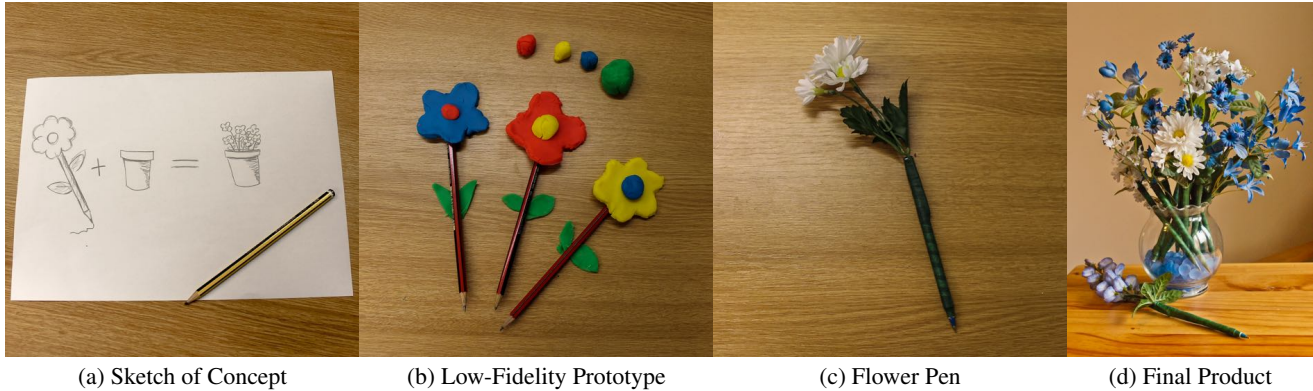 (a) Sketch of Concept
(b) Low-Fidelity Prototype
(c) Flower Pen
(d) Final Product